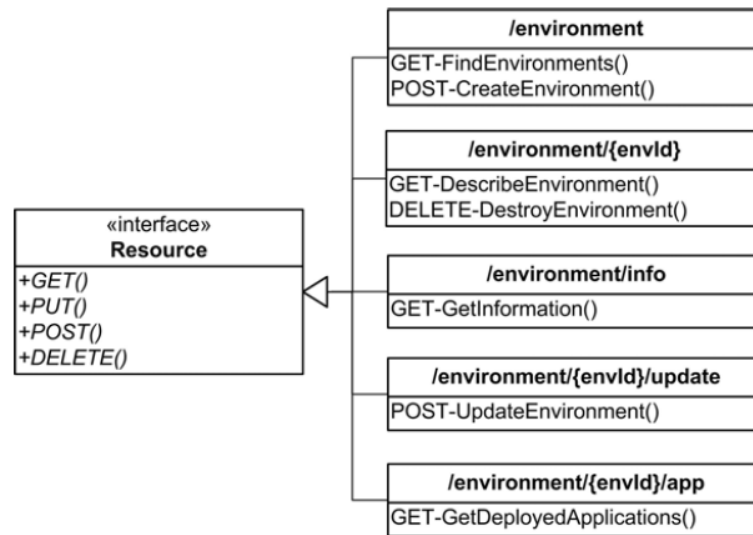 /environment
GET-FindEnvironments()
POST-CreateEnvironment()
/environment/{envId}
GET-DescribeEnvironment()
DELETE-DestroyEnvironment()
«interface»
Resource
+GET()
+PUT()
+POST()
+DELETE()
/environment/info
GET-GetInformation()
/environment/{envId}/update
POST-UpdateEnvironment()
/environment/{envId}/app
GET-GetDeployedApplications()